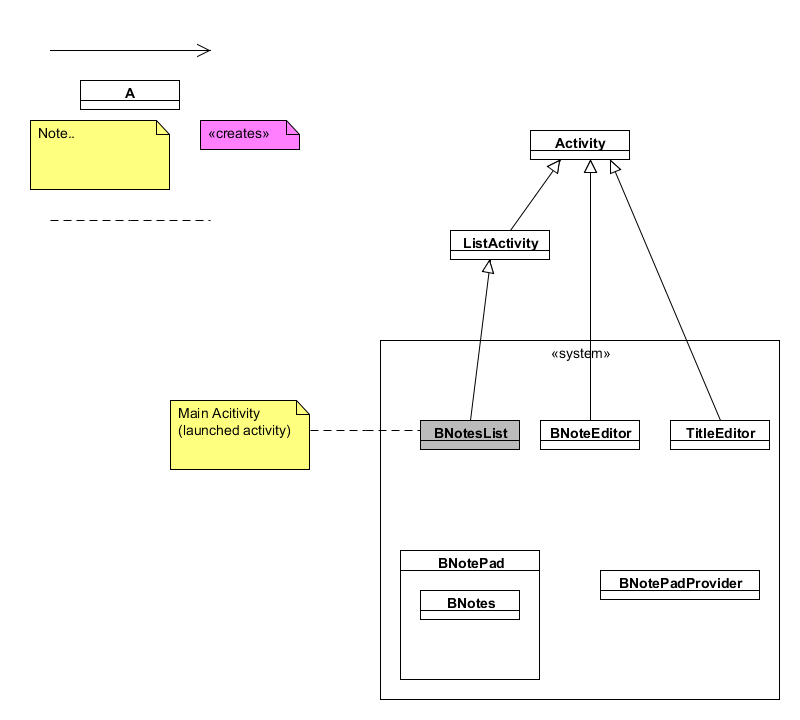 A
Note..
«creates»
Activity
ListActivity
«system»
Main Acitivity
(launched activity)
BNotesList
BNoteEditor
TitleEditor
BNotePad
BNotes
BNotePadProvider